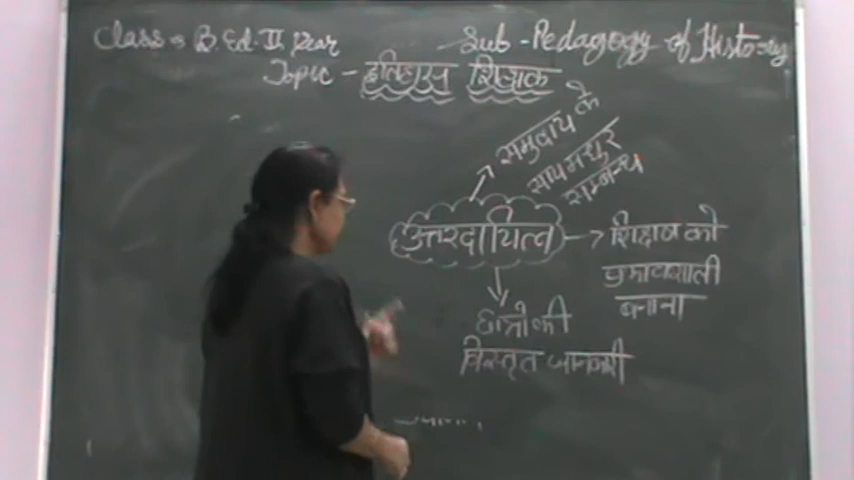 Class :- B.Ed. II year
Sub - Pedagogy of History
Topic - इतिहास शिक्षक
समुदाय के
साथ मधुर
सम्बन्ध
उत्तरदायित्व
शिक्षण को
प्रभावशाली
बनाना
छात्रों की
विस्तृत जानकारी